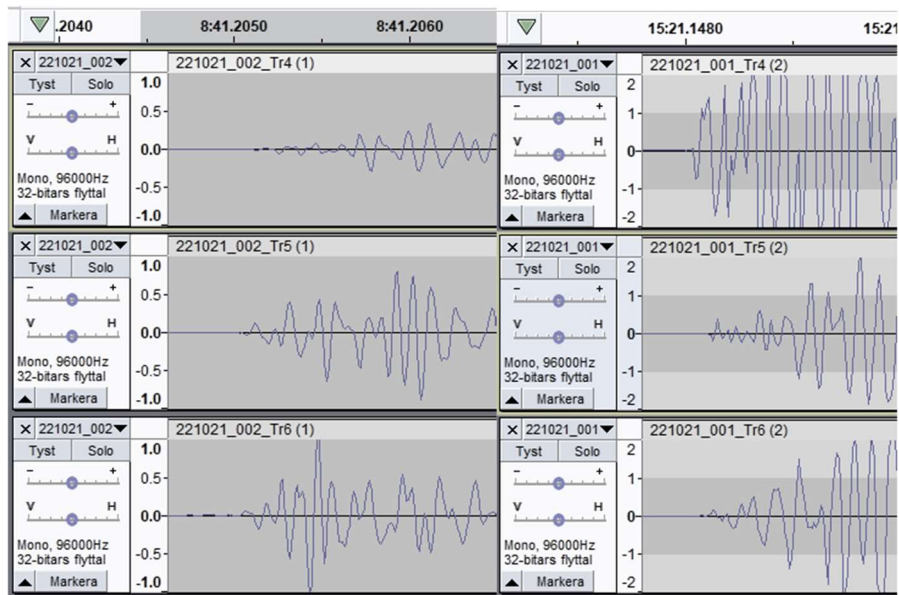 .2040 8:41.2050 8:41.2060
× 221021_002▼ 221021_002_Tr4 (1)
Tyst Solo
- +
V H
Mono, 96000Hz
32-bitars flyttal
▲ Markera
1.0
0.5-
0.0-
-0.5-
-1.0
× 221021_002▼ 221021_002_Tr5 (1)
Tyst Solo
- +
V H
Mono, 96000Hz
32-bitars flyttal
▲ Markera
1.0
0.5-
0.0-
-0.5-
-1.0
× 221021_002▼ 221021_002_Tr6 (1)
Tyst Solo
- +
V H
Mono, 96000Hz
32-bitars flyttal
▲ Markera
1.0
0.5-
0.0-
-0.5-
-1.0
15:21.1480 15:21
× 221021_001▼ 221021_001_Tr4 (2)
Tyst Solo
- +
V H
Mono, 96000Hz
32-bitars flyttal
▲ Markera
2
1-
0-
-1-
-2
× 221021_001▼ 221021_001_Tr5 (2)
Tyst Solo
- +
V H
Mono, 96000Hz
32-bitars flyttal
▲ Markera
2
1-
0-
-1-
-2
× 221021_001▼ 221021_001_Tr6 (2)
Tyst Solo
- +
V H
Mono, 96000Hz
32-bitars flyttal
▲ Markera
2
1-
0-
-1-
-2